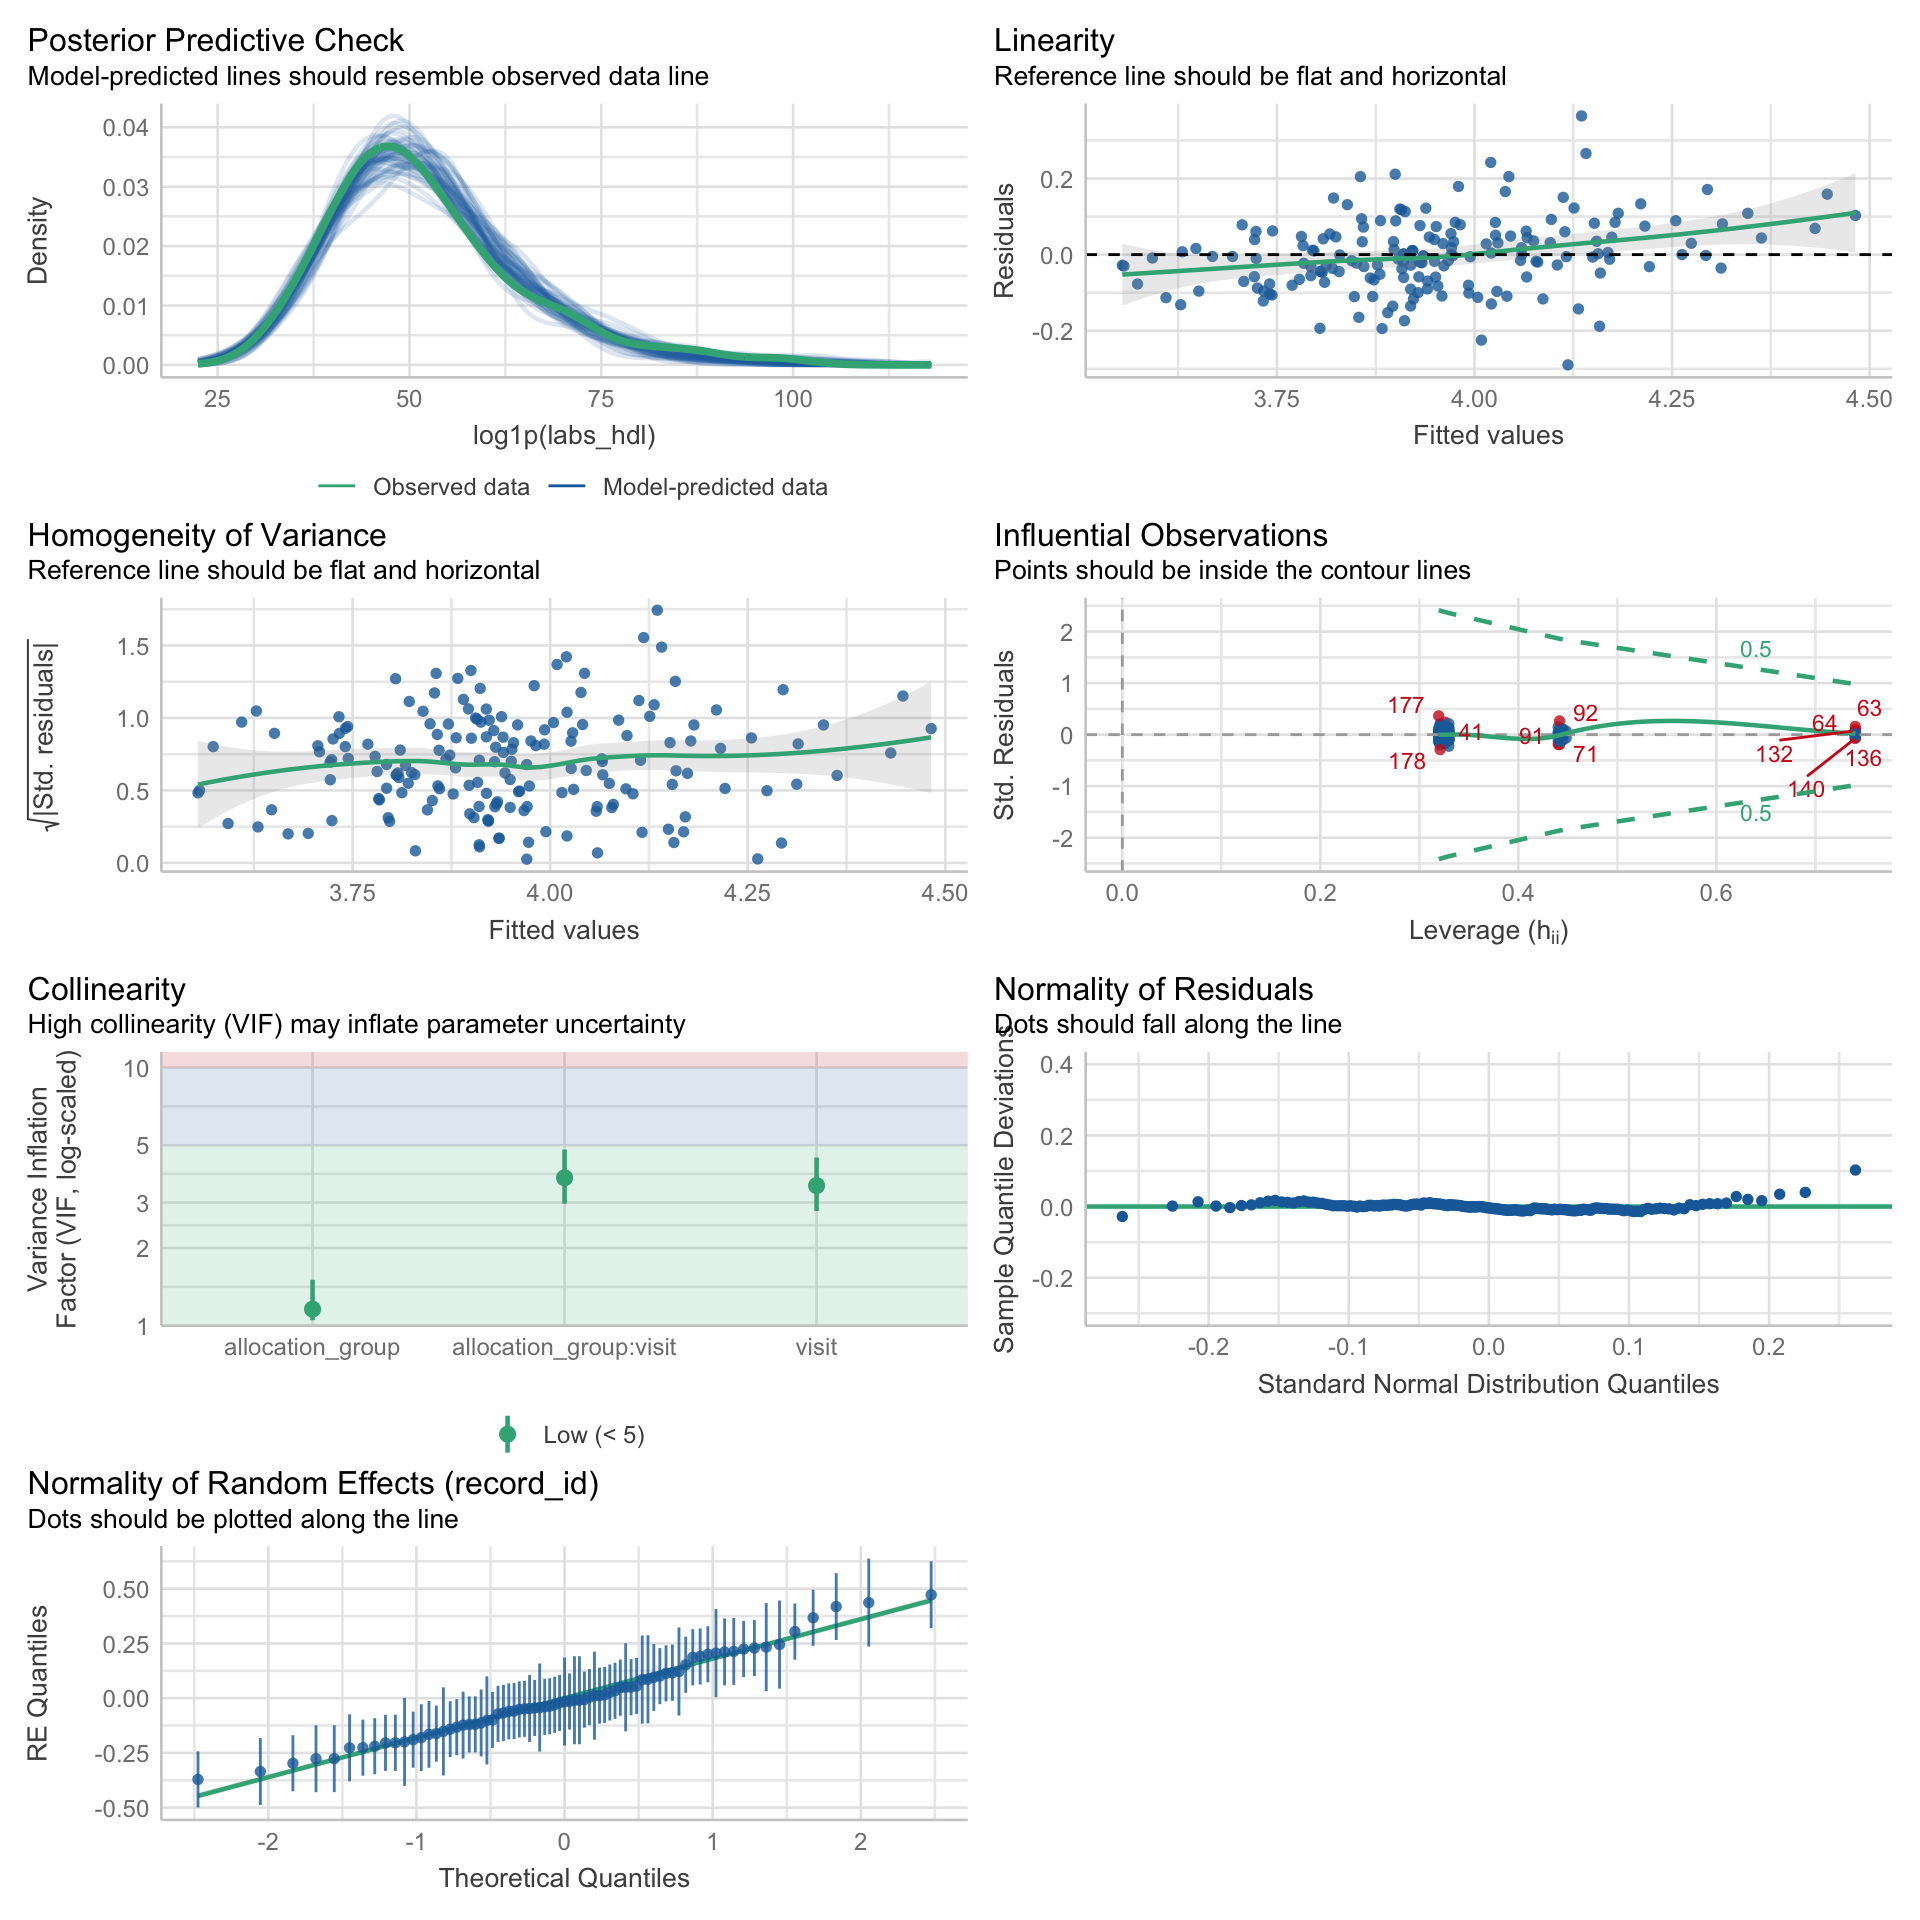 Posterior Predictive Check
Model-predicted lines should resemble observed data line
Density
0.04
0.03
0.02
0.01
0.00
25 50 75 100
log1p(labs_hdl)
Observed data Model-predicted data
Linearity
Reference line should be flat and horizontal
Residuals
0.2
0.0
-0.2
3.75 4.00 4.25 4.50
Fitted values
Homogeneity of Variance
Reference line should be flat and horizontal
√|Std. residuals|
1.5
1.0
0.5
0.0
3.75 4.00 4.25 4.50
Fitted values
Influential Observations
Points should be inside the contour lines
Std. Residuals
2
1
0
-1
-2
0.5
177 92 63
41 91 64
178 71 132 136
140
0.5
0.0 0.2 0.4 0.6
Leverage (hii)
Collinearity
High collinearity (VIF) may inflate parameter uncertainty
Variance Inflation
Factor (VIF, log-scaled)
10
5
3
2
1
allocation_group allocation_group:visit visit
Low (< 5)
Normality of Residuals
Dots should fall along the line
Sample Quantile Deviations
0.4
0.2
0.0
-0.2
-0.2 -0.1 0.0 0.1 0.2
Standard Normal Distribution Quantiles
Normality of Random Effects (record_id)
Dots should be plotted along the line
RE Quantiles
0.50
0.25
0.00
-0.25
-0.50
-2 -1 0 1 2
Theoretical Quantiles